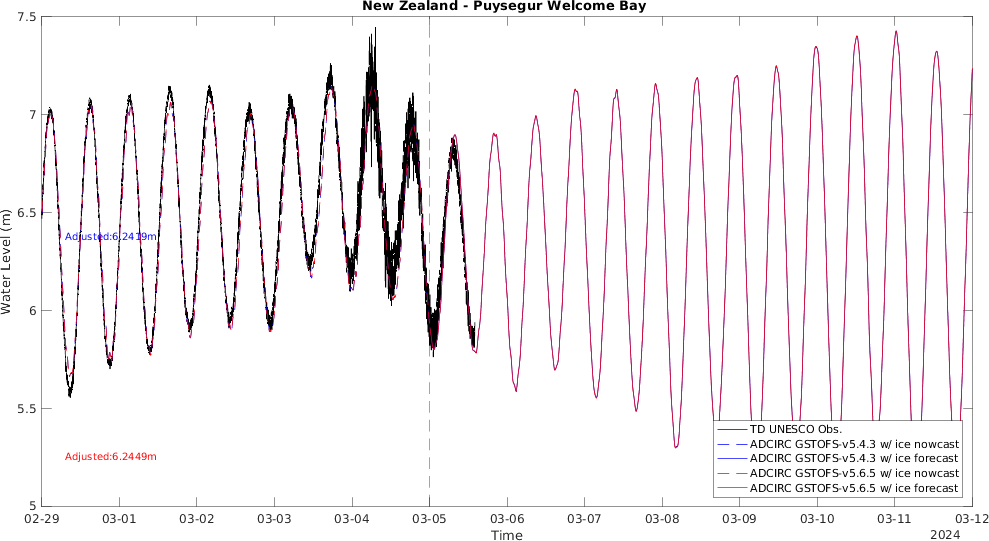 New Zealand - Puysegur Welcome Bay
7.5
7
6.5
6
5.5
5
Water Level (m)
Adjusted:6.2419m
Adjusted:6.2449m
TD UNESCO Obs.
ADCIRC GSTOFS-v5.4.3 w/ ice nowcast
ADCIRC GSTOFS-v5.4.3 w/ ice forecast
ADCIRC GSTOFS-v5.6.5 w/ ice nowcast
ADCIRC GSTOFS-v5.6.5 w/ ice forecast
02-29 03-01 03-02 03-03 03-04 03-05 03-06 03-07 03-08 03-09 03-10 03-11 03-12
Time
2024